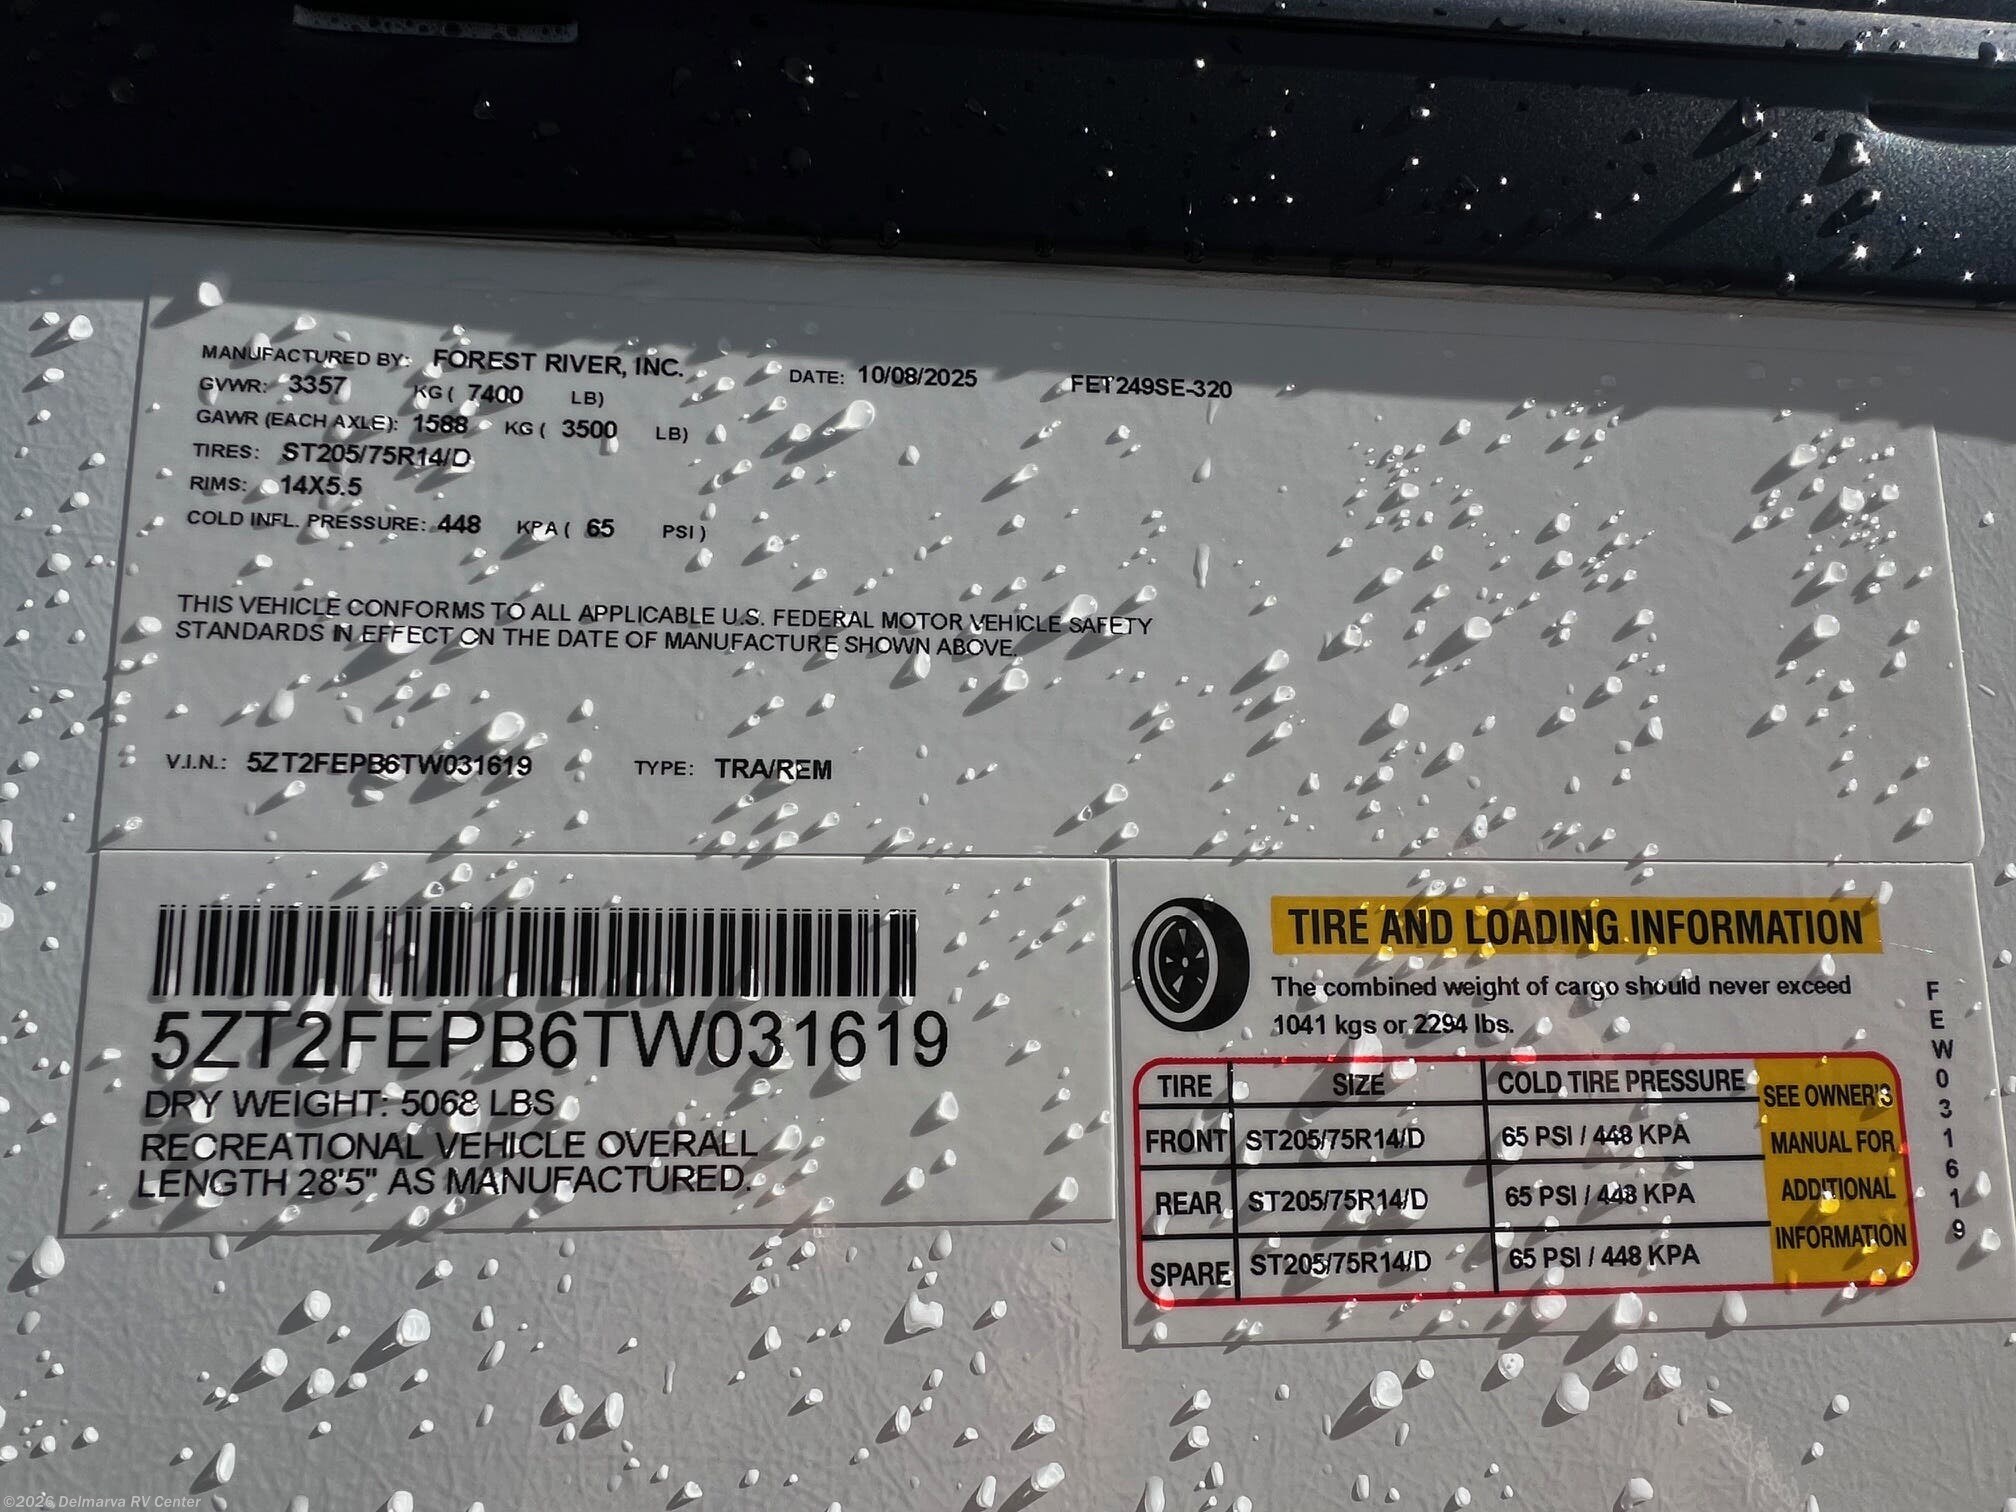 MANUFACTURED BY: FOREST RIVER, INC. DATE: 10/08/2025 FET249SE-320
GVWR: 3357 KG ( 7400 LB)
GAWR (EACH AXLE): 1588 KG ( 3500 LB)
TIRES: ST205/75R14/D
RIMS: 14X5.5
COLD INFL. PRESSURE: 448 KPA ( 65 PSI )
THIS VEHICLE CONFORMS TO ALL APPLICABLE U.S. FEDERAL MOTOR VEHICLE SAFETY
STANDARDS IN EFFECT ON THE DATE OF MANUFACTURE SHOWN ABOVE.
V.I.N.: 5ZT2FEPB6TW031619 TYPE: TRA/REM
5ZT2FEPB6TW031619
DRY WEIGHT: 5068 LBS
RECREATIONAL VEHICLE OVERALL
LENGTH 28'5" AS MANUFACTURED.
TIRE AND LOADING INFORMATION
The combined weight of cargo should never exceed
1041 kgs or 2294 lbs.
TIRE SIZE COLD TIRE PRESSURE
FRONT ST205/75R14/D 65 PSI / 448 KPA
REAR ST205/75R14/D 65 PSI / 448 KPA
SPARE ST205/75R14/D 65 PSI / 448 KPA
SEE OWNER'S
MANUAL FOR
ADDITIONAL
INFORMATION
FEW031619
©2026 Delmarva RV Center